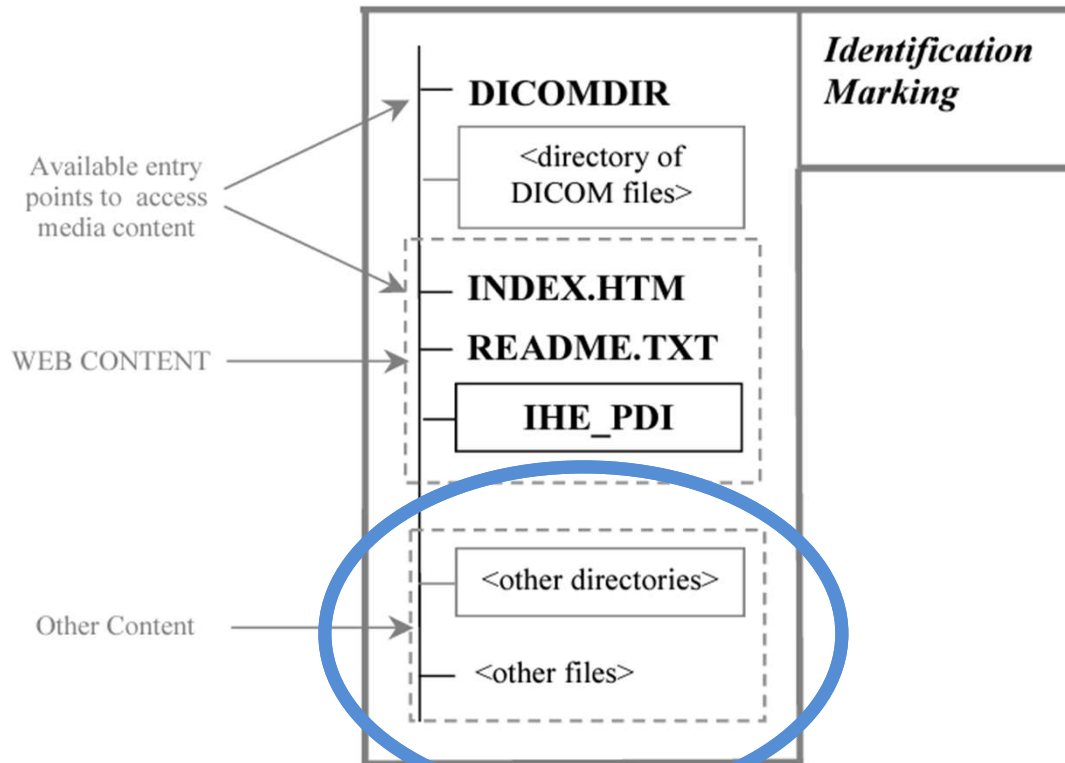 Identification
Marking
DICOMDIR
<directory of
DICOM files>
Available entry
points to access
media content
INDEX.HTM
README.TXT
WEB CONTENT
IHE_PDI
<other directories>
Other Content
<other files>